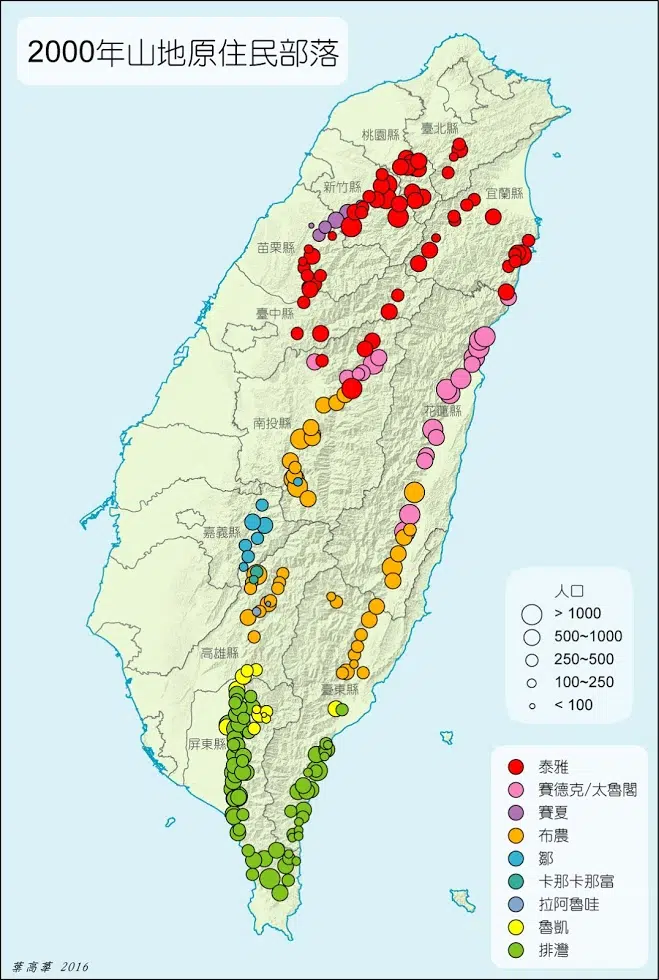 2000年山地原住民部落
桃園縣
臺北縣
新竹縣
宜蘭縣
苗栗縣
臺中縣
南投縣
花蓮縣
嘉義縣
高雄縣
臺東縣
屏東縣
人口
> 1000
500~1000
250~500
100~250
< 100
泰雅
賽德克/太魯閣
賽夏
布農
鄒
卡那卡那富
拉阿魯哇
魯凱
排灣
葉高華 2016